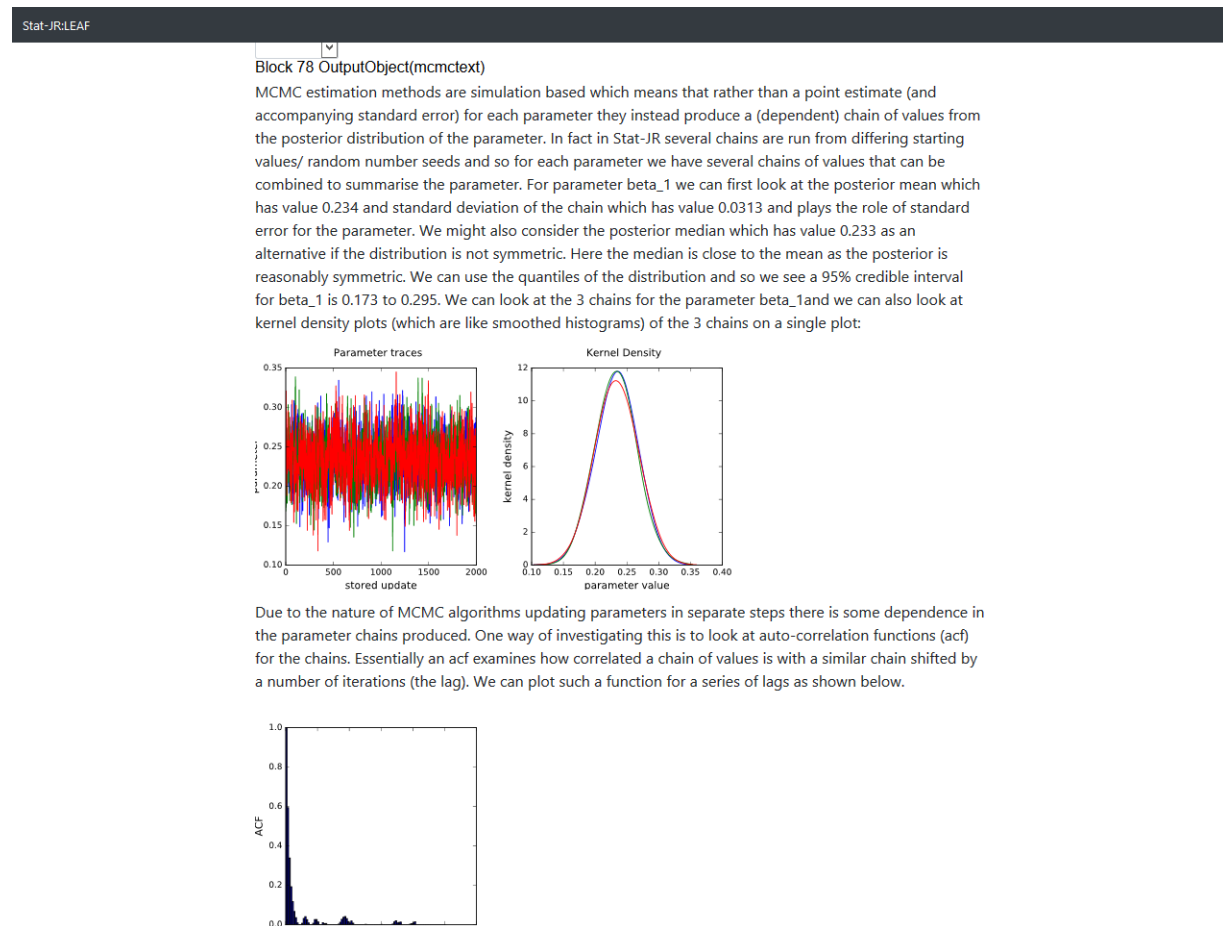 Stat-JR:LEAF
Block 78 OutputObject(mcmctext)
MCMC estimation methods are simulation based which means that rather than a point estimate (and
accompanying standard error) for each parameter they instead produce a (dependent) chain of values from
the posterior distribution of the parameter. In fact in Stat-JR several chains are run from differing starting
values/ random number seeds and so for each parameter we have several chains of values that can be
combined to summarise the parameter. For parameter beta_1 we can first look at the posterior mean which
has value 0.234 and standard deviation of the chain which has value 0.0313 and plays the role of standard
error for the parameter. We might also consider the posterior median which has value 0.233 as an
alternative if the distribution is not symmetric. Here the median is close to the mean as the posterior is
reasonably symmetric. We can use the quantiles of the distribution and so we see a 95% credible interval
for beta_1 is 0.173 to 0.295. We can look at the 3 chains for the parameter beta_1and we can also look at
kernel density plots (which are like smoothed histograms) of the 3 chains on a single plot:
Parameter traces
0.35
0.30
0.25
0.20
0.15
0.10
0 500 1000 1500 2000
stored update
Kernel Density
kernel density
12
10
8
6
4
2
0
0.10 0.15 0.20 0.25 0.30 0.35 0.40
parameter value
Due to the nature of MCMC algorithms updating parameters in separate steps there is some dependence in
the parameter chains produced. One way of investigating this is to look at auto-correlation functions (acf)
for the chains. Essentially an acf examines how correlated a chain of values is with a similar chain shifted by
a number of iterations (the lag). We can plot such a function for a series of lags as shown below.
ACF
1.0
0.8
0.6
0.4
0.2
0.0